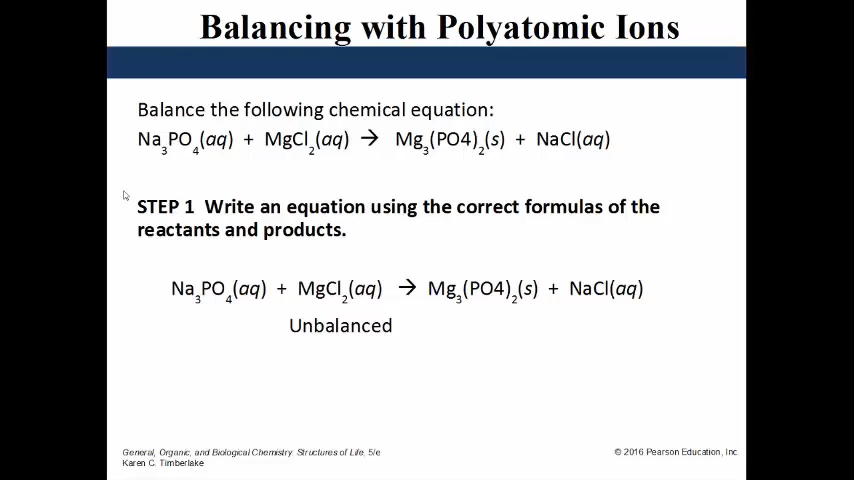 Balancing with Polyatomic Ions
Balance the following chemical equation:
Na₃PO₄(aq) + MgCl₂(aq) → Mg₃(PO4)₂(s) + NaCl(aq)
STEP 1 Write an equation using the correct formulas of the
reactants and products.
Na₃PO₄(aq) + MgCl₂(aq) → Mg₃(PO4)₂(s) + NaCl(aq)
Unbalanced
General, Organic, and Biological Chemistry: Structures of Life, 5/e
Karen C. Timberlake
© 2016 Pearson Education, Inc.